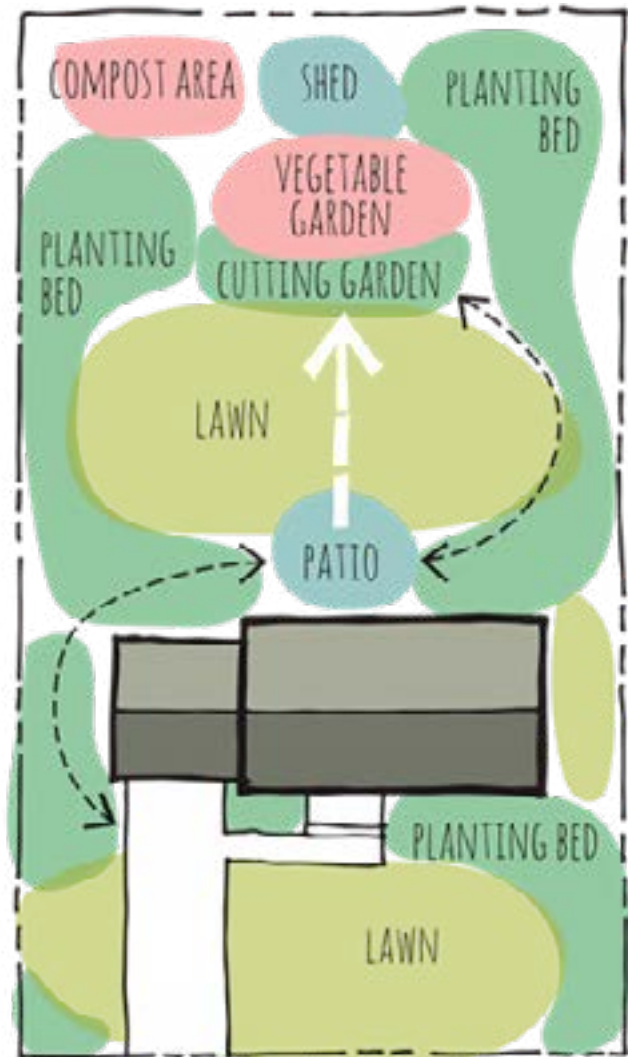 COMPOST AREA
SHED
PLANTING
BED
VEGETABLE
GARDEN
PLANTING
BED
CUTTING GARDEN
LAWN
PATIO
PLANTING BED
LAWN